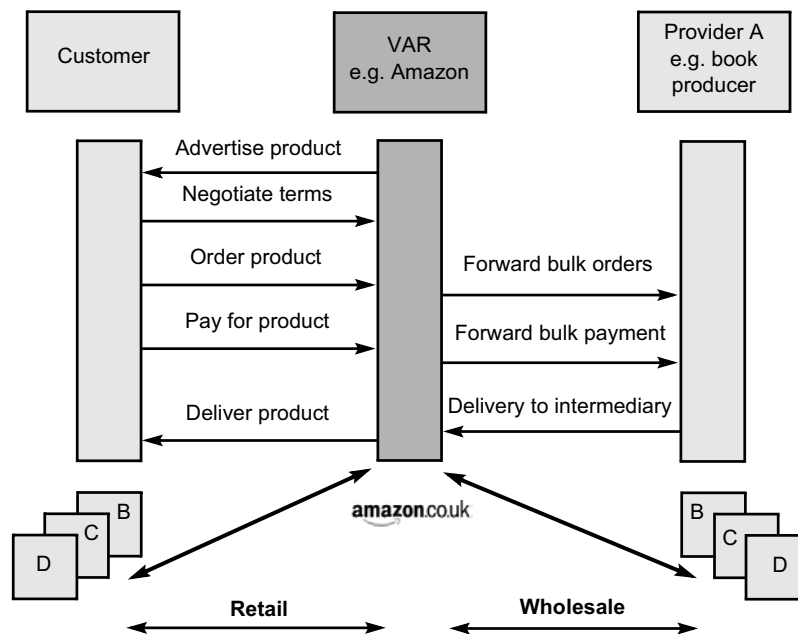 Customer
VAR
e.g. Amazon
Provider A
e.g. book
producer
Advertise product
Negotiate terms
Order product
Forward bulk orders
Pay for product
Forward bulk payment
Deliver product
Delivery to intermediary
B
C
D
amazon.co.uk
B
C
D
Retail
Wholesale